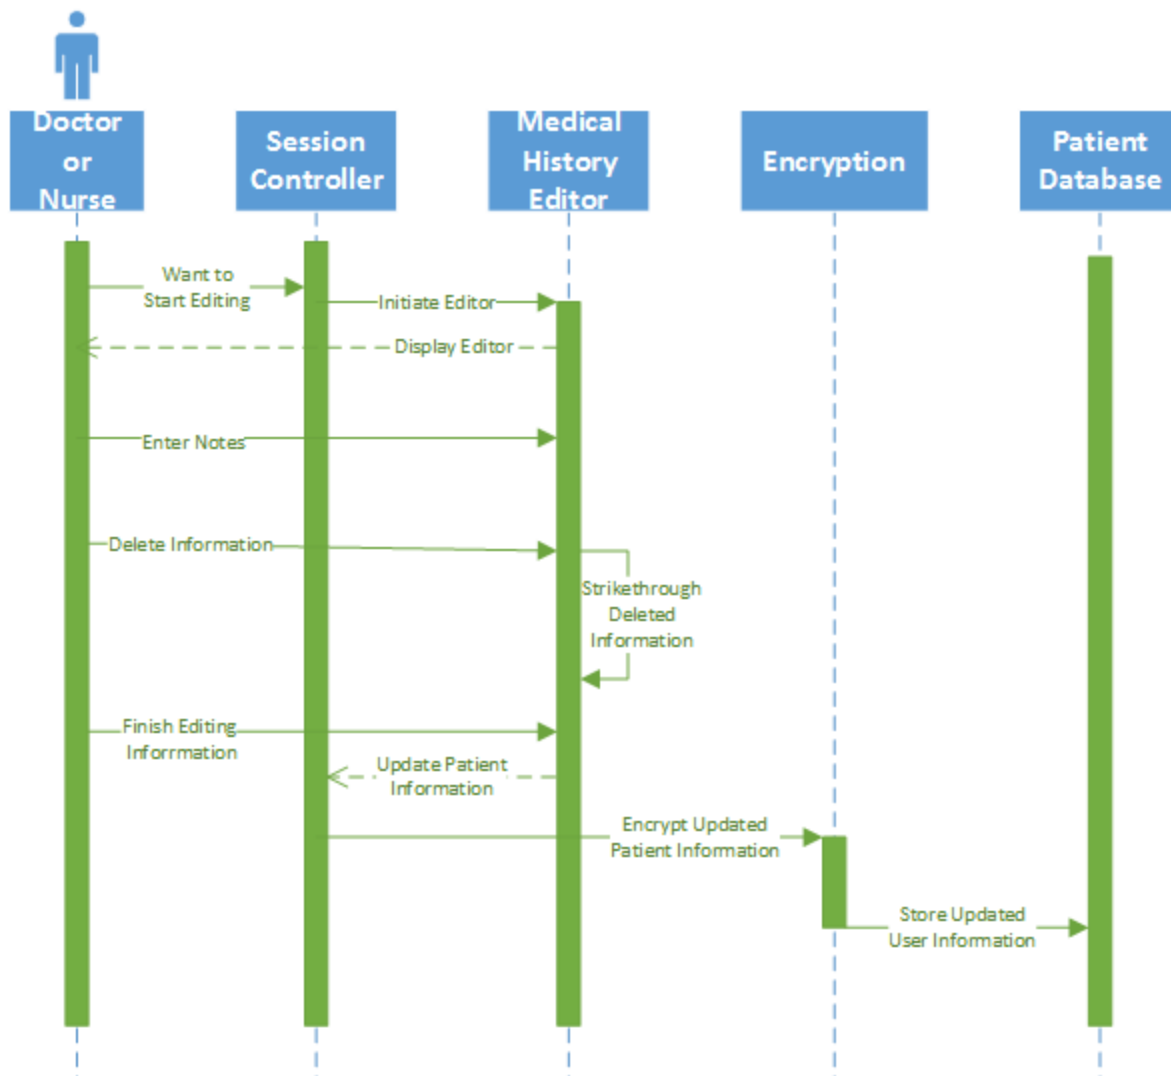 Doctor
or
Nurse
Session
Controller
Medical
History
Editor
Encryption
Patient
Database
Want to
Start Editing
Initiate Editor
Display Editor
Enter Notes
Delete Information
Strikethrough
Deleted
Information
Finish Editing
Inforrmation
Update Patient
Information
Encrypt Updated
Patient Information
Store Updated
User Information